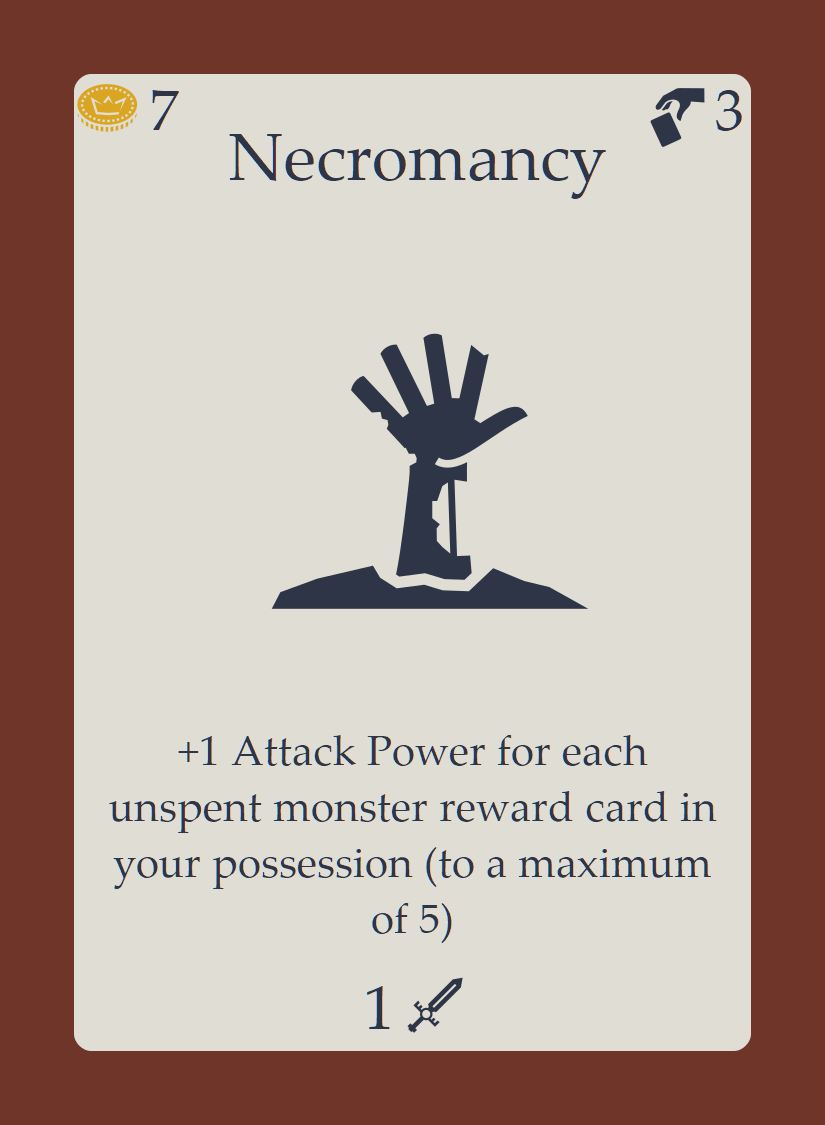 7
3
Necromancy
+1 Attack Power for each
unspent monster reward card in
your possession (to a maximum
of 5)
1